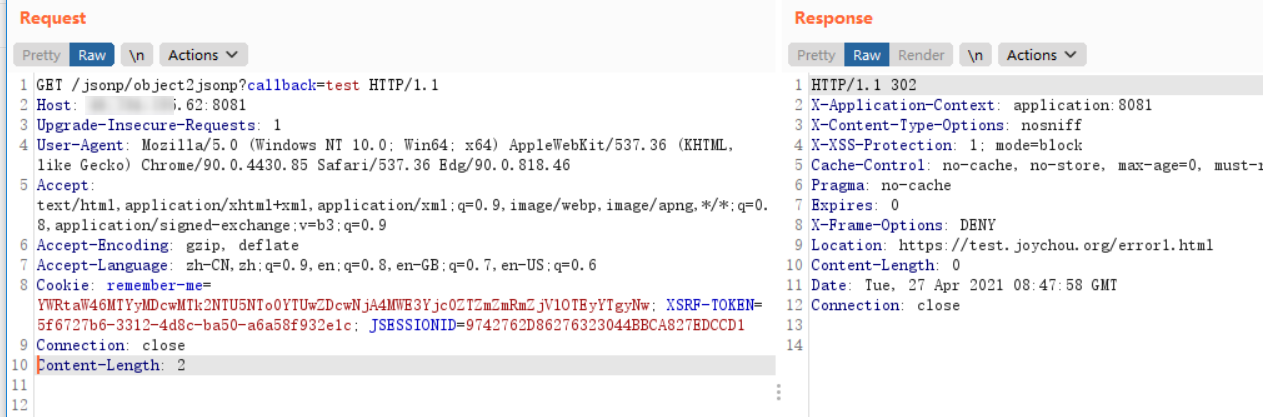 Request
Pretty Raw \n Actions
1 GET /jsonp/object2jsonp?callback=test HTTP/1.1
2 Host: .62:8081
3 Upgrade-Insecure-Requests: 1
4 User-Agent: Mozilla/5.0 (Windows NT 10.0; Win64; x64) AppleWebKit/537.36 (KHTML,
like Gecko) Chrome/90.0.4430.85 Safari/537.36 Edg/90.0.818.46
5 Accept:
text/html,application/xhtml+xml,application/xml;q=0.9,image/webp,image/apng,*/*;q=0.
8,application/signed-exchange;v=b3;q=0.9
6 Accept-Encoding: gzip, deflate
7 Accept-Language: zh-CN,zh;q=0.9,en;q=0.8,en-GB;q=0.7,en-US;q=0.6
8 Cookie: remember-me=
YWRtaW46MTYyMDcwMTk2NTU5NTo0YTUwZDcwNjA4MWE3Yjc0ZTZmZmRmZjV1OTEyYTgyNw; XSRF-TOKEN=
5f6727b6-3312-4d8c-ba50-a6a58f932e1c; JSESSIONID=9742762D86276323044BBCA827EDCCD1
9 Connection: close
10 Content-Length: 2
11
12
Response
Pretty Raw Render \n Actions
1 HTTP/1.1 302
2 X-Application-Context: application:8081
3 X-Content-Type-Options: nosniff
4 X-XSS-Protection: 1; mode=block
5 Cache-Control: no-cache, no-store, max-age=0, must-r
6 Pragma: no-cache
7 Expires: 0
8 X-Frame-Options: DENY
9 Location: https://test.joychou.org/error1.html
10 Content-Length: 0
11 Date: Tue, 27 Apr 2021 08:47:58 GMT
12 Connection: close
13
14